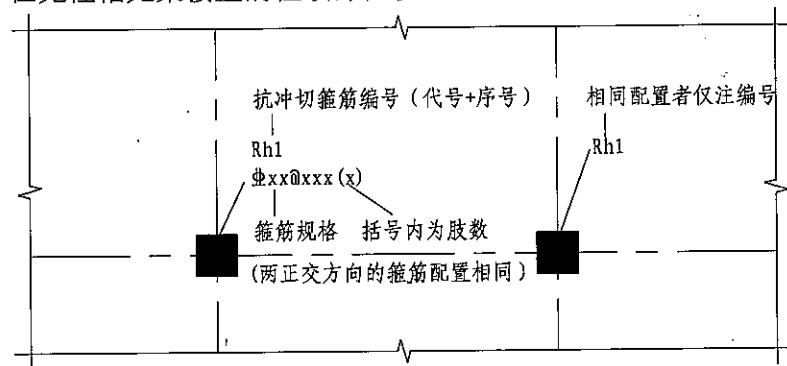 抗冲切箍筋编号（代号+序号）
相同配置者仅注编号
Rh1
Rh1
ϕxx@xxx(x)
箍筋规格 括号内为肢数
(两正交方向的箍筋配置相同)